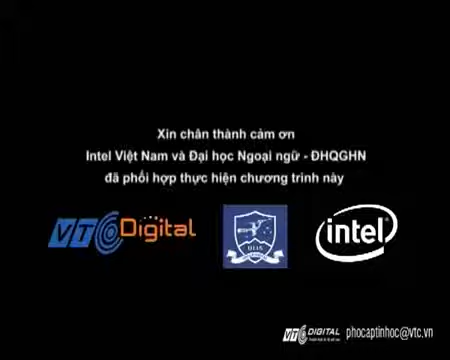 Xin chân thành cảm ơn
Intel Việt Nam và Đại học Ngoại ngữ - ĐHQGHN
đã phối hợp thực hiện chương trình này
VTC Digital
intel
VTC DIGITAL
phocaptinhoc@vtc.vn